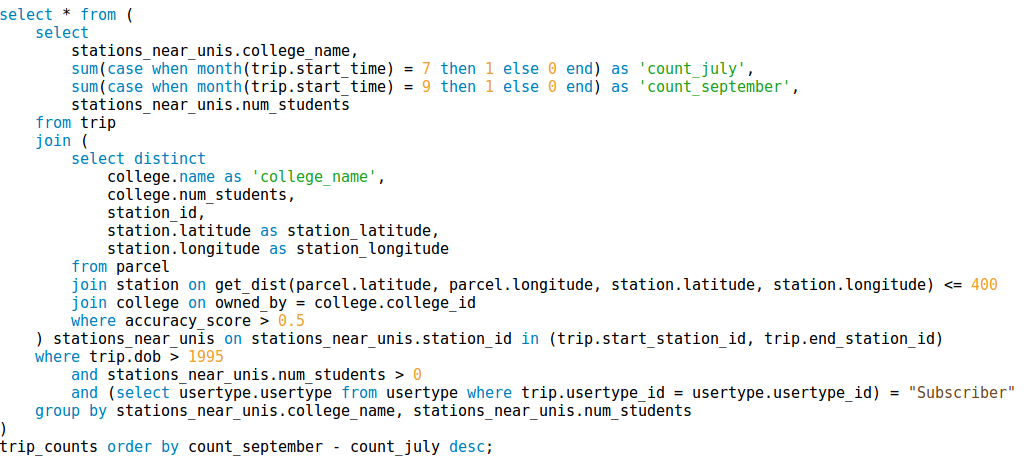 select * from (
    select
        stations_near_unis.college_name,
        sum(case when month(trip.start_time) = 7 then 1 else 0 end) as 'count_july',
        sum(case when month(trip.start_time) = 9 then 1 else 0 end) as 'count_september',
        stations_near_unis.num_students
    from trip
    join (
        select distinct
            college.name as 'college_name',
            college.num_students,
            station_id,
            station.latitude as station_latitude,
            station.longitude as station_longitude
        from parcel
        join station on get_dist(parcel.latitude, parcel.longitude, station.latitude, station.longitude) <= 400
        join college on owned_by = college.college_id
        where accuracy_score > 0.5
    ) stations_near_unis on stations_near_unis.station_id in (trip.start_station_id, trip.end_station_id)
    where trip.dob > 1995
        and stations_near_unis.num_students > 0
        and (select usertype.usertype from usertype where trip.usertype_id = usertype.usertype_id) = "Subscriber"
    group by stations_near_unis.college_name, stations_near_unis.num_students
)
trip_counts order by count_september - count_july desc;